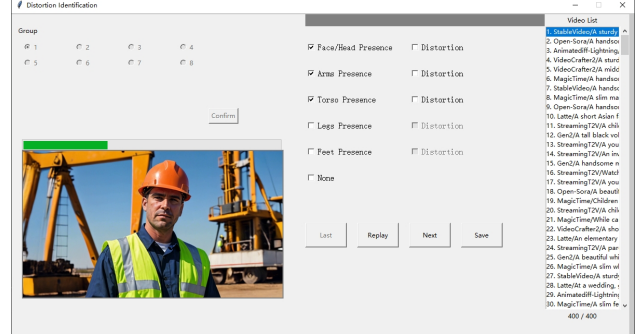 Distortion Identification
Group
1 2 3 4
5 6 7 8
Confirm
Face/Head Presence Distortion
Arms Presence Distortion
Torso Presence Distortion
Legs Presence Distortion
Feet Presence Distortion
None
Last Replay Next Save
Video List
1. StableVideo/A sturdy
2. Open-Sora/A handso
3. Animatediff-Lightning,
4. VideoCrafter2/A sturd
5. VideoCrafter2/A midd
6. MagicTime/A handson
7. StableVideo/A handso
8. MagicTime/A slim ma
9. Open-Sora/A handson
10. Latte/A short Asian f
11. StreamingT2V/A chil
12. Gen2/A tall black vol
13. StreamingT2V/A you
14. StreamingT2V/An inv
15. Gen2/A handsome n
16. StreamingT2V/Watch
17. StreamingT2V/A you
18. Open-Sora/A beautif
19. MagicTime/Children
20. StreamingT2V/A chil
21. MagicTime/While ca
22. VideoCrafter2/A sho
23. Latte/An elementary
24. StreamingT2V/A par
25. Gen2/A beautiful whi
26. MagicTime/A slim wh
27. StableVideo/A sturdy
28. Latte/At a wedding,
29. Animatediff-Lightning
30. MagicTime/A slim fe
400 / 400